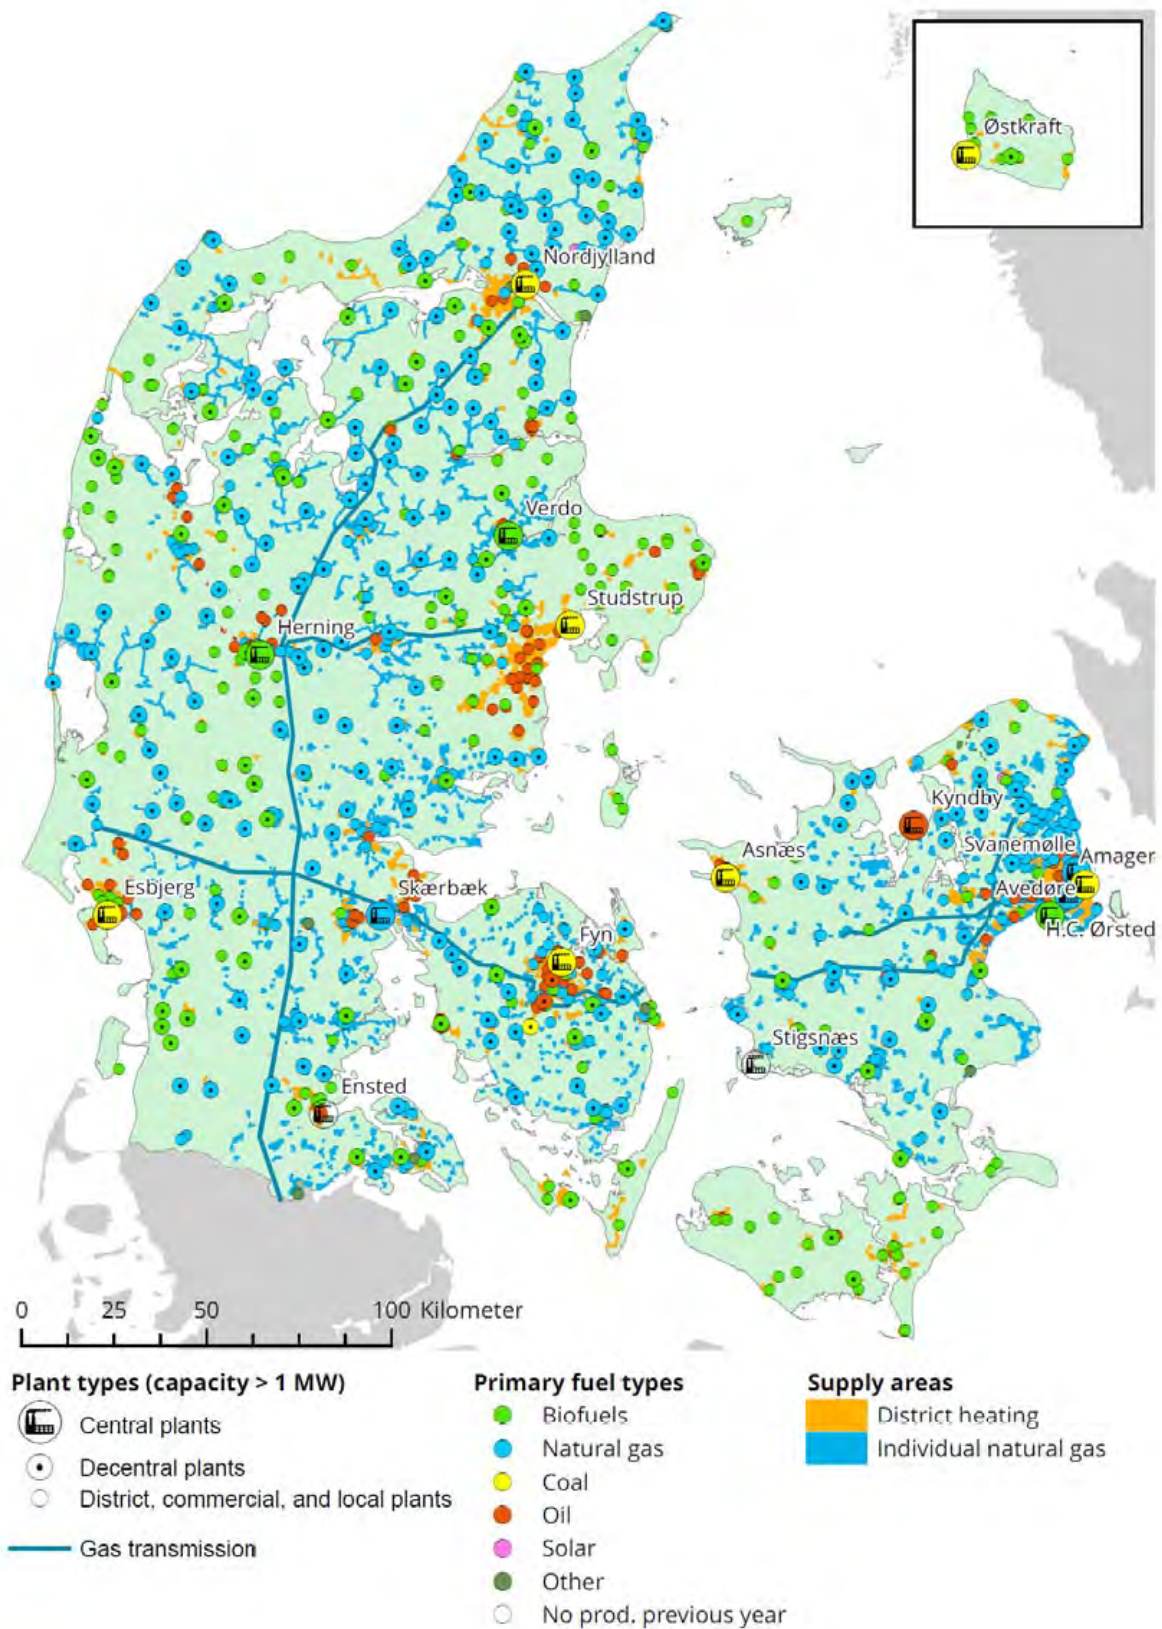 Østkraft
Nordjylland
Verdo
Studstrup
Herning
Kyndby
Svanemølle
Asnæs
Amager
Esbjerg
Skærbæk
Avedøre
H.C. Ørsted
Fyn
Stigsnæs
Ensted
0 25 50 100 Kilometer
Plant types (capacity > 1 MW)
Central plants
Decentral plants
District, commercial, and local plants
Gas transmission
Primary fuel types
Biofuels
Natural gas
Coal
Oil
Solar
Other
No prod. previous year
Supply areas
District heating
Individual natural gas